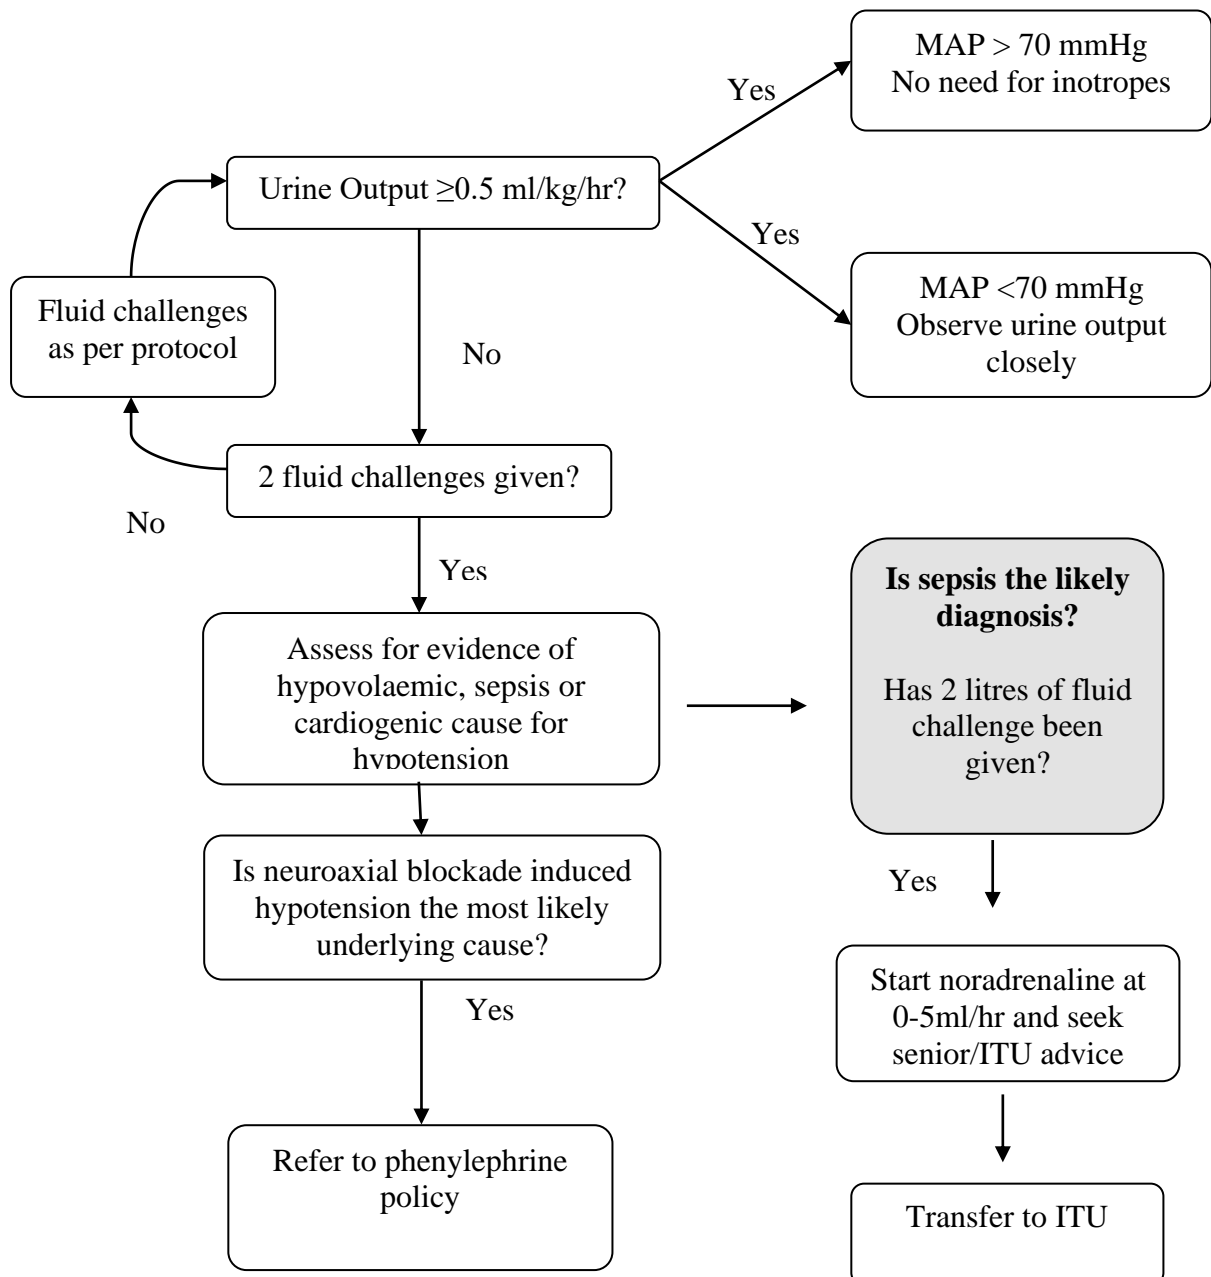 MAP > 70 mmHg
No need for inotropes
Yes
Urine Output ≥0.5 ml/kg/hr?
Yes
MAP <70 mmHg
Observe urine output
closely
Fluid challenges
as per protocol
No
2 fluid challenges given?
No
Yes
Is sepsis the likely
diagnosis?
Has 2 litres of fluid
challenge been
given?
Assess for evidence of
hypovolaemic, sepsis or
cardiogenic cause for
hypotension
Is neuroaxial blockade induced
hypotension the most likely
underlying cause?
Yes
Yes
Start noradrenaline at
0-5ml/hr and seek
senior/ITU advice
Refer to phenylephrine
policy
Transfer to ITU